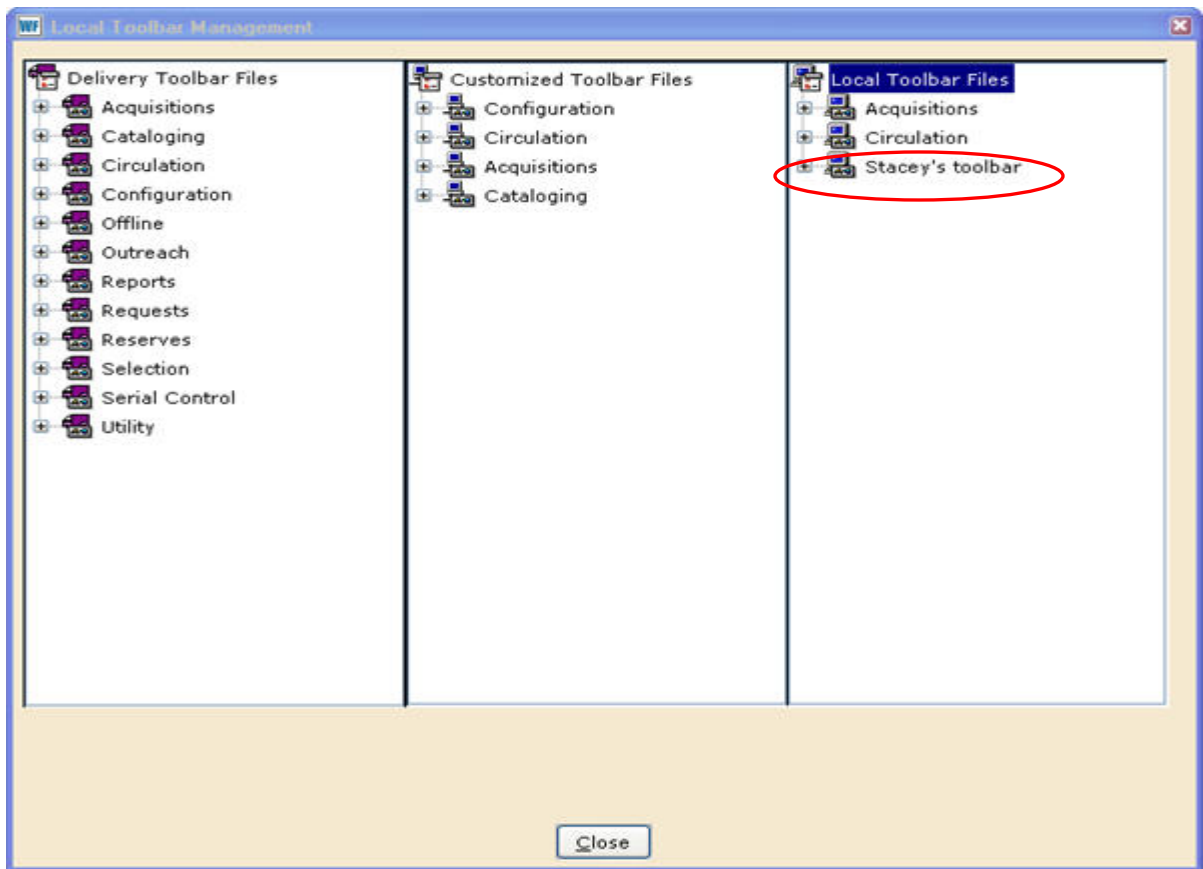 WF Local Toolbar Management
Delivery Toolbar Files
Acquisitions
Cataloging
Circulation
Configuration
Offline
Outreach
Reports
Requests
Reserves
Selection
Serial Control
Utility
Customized Toolbar Files
Configuration
Circulation
Acquisitions
Cataloging
Local Toolbar Files
Acquisitions
Circulation
Stacey's toolbar
Close